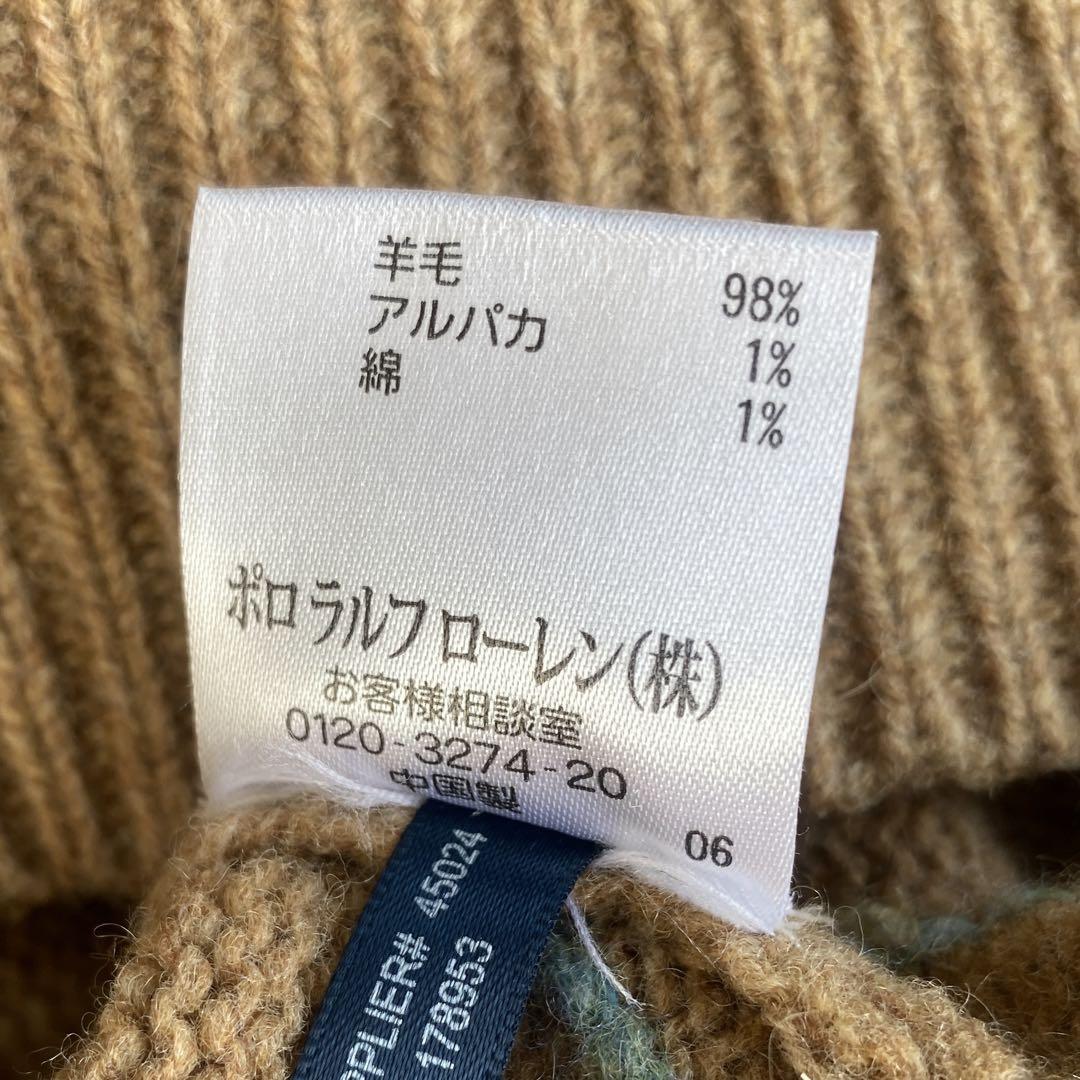 羊毛 98%
アルパカ 1%
綿 1%
ポロ ラルフ ローレン(株)
お客様相談室
0120-3274-20
中国製
06
PPLIER# 45024
178953